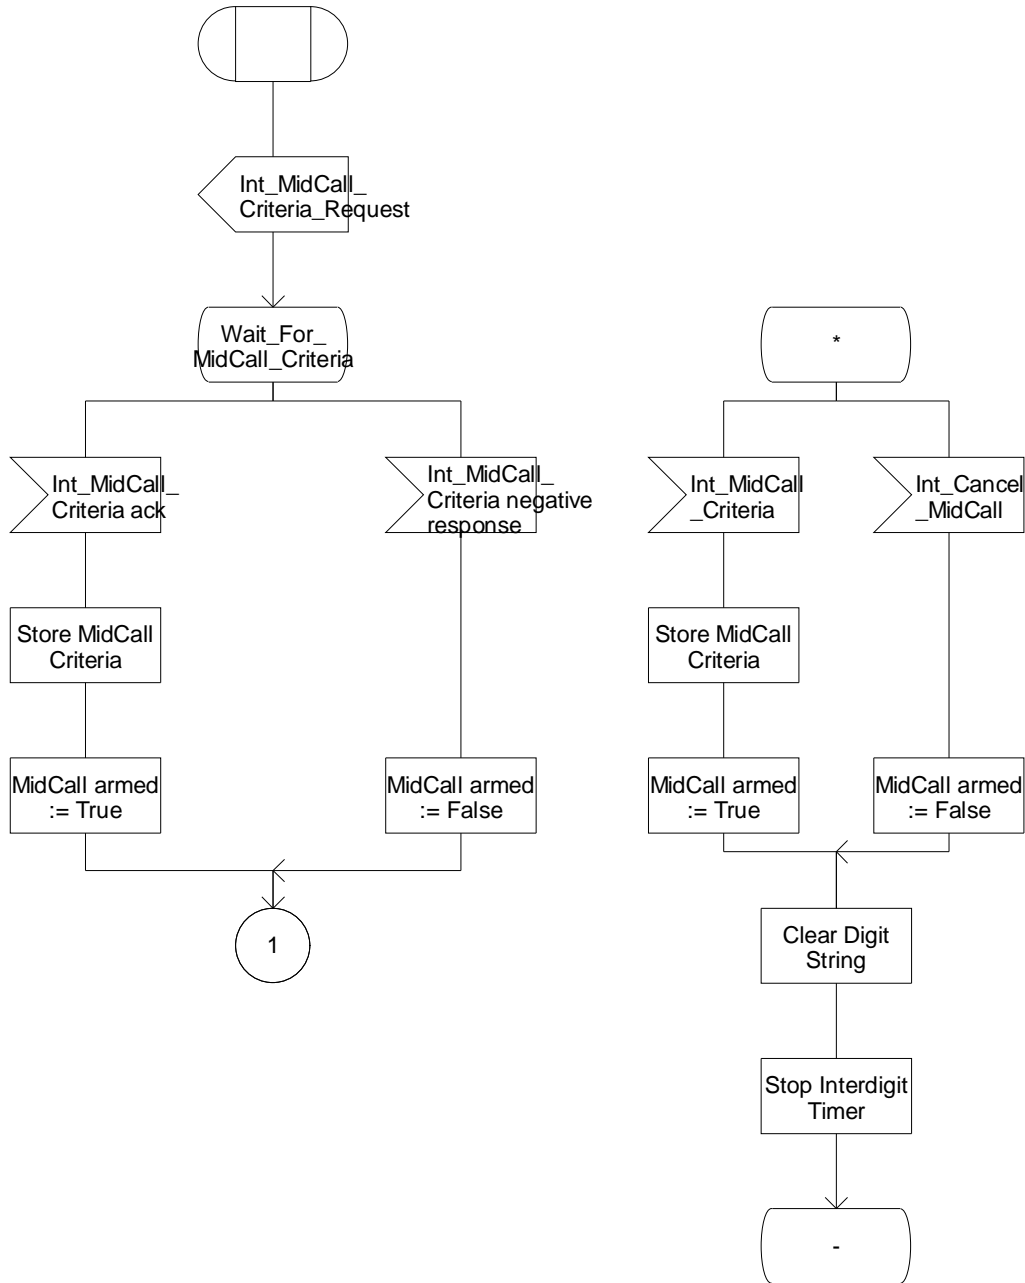 Int_MidCall_
Criteria_Request
Wait_For_
MidCall_Criteria
Int_MidCall_
Criteria ack
Int_MidCall_
Criteria negative
response
Store MidCall
Criteria
MidCall armed
:= True
MidCall armed
:= False
1
*
Int_MidCall
_Criteria
Int_Cancel
_MidCall
Store MidCall
Criteria
MidCall armed
:= True
MidCall armed
:= False
Clear Digit
String
Stop Interdigit
Timer
-